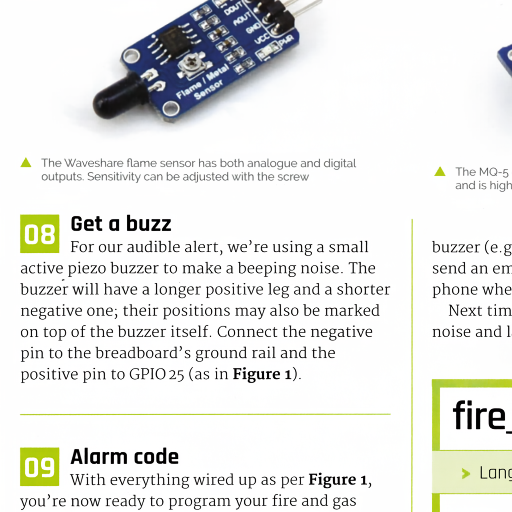 DOUT
AOUT
GND
VCC
PWR
Flame / Metal
Sensor
The Waveshare flame sensor has both analogue and digital
outputs. Sensitivity can be adjusted with the screw
08 Get a buzz
For our audible alert, we’re using a small
active piezo buzzer to make a beeping noise. The
buzzer will have a longer positive leg and a shorter
negative one; their positions may also be marked
on top of the buzzer itself. Connect the negative
pin to the breadboard’s ground rail and the
positive pin to GPIO 25 (as in Figure 1).
09 Alarm code
With everything wired up as per Figure 1,
you’re now ready to program your fire and gas
The MQ-5
and is high
buzzer (e.g
send an em
phone whe
Next tim
noise and l
fire_
> Lang